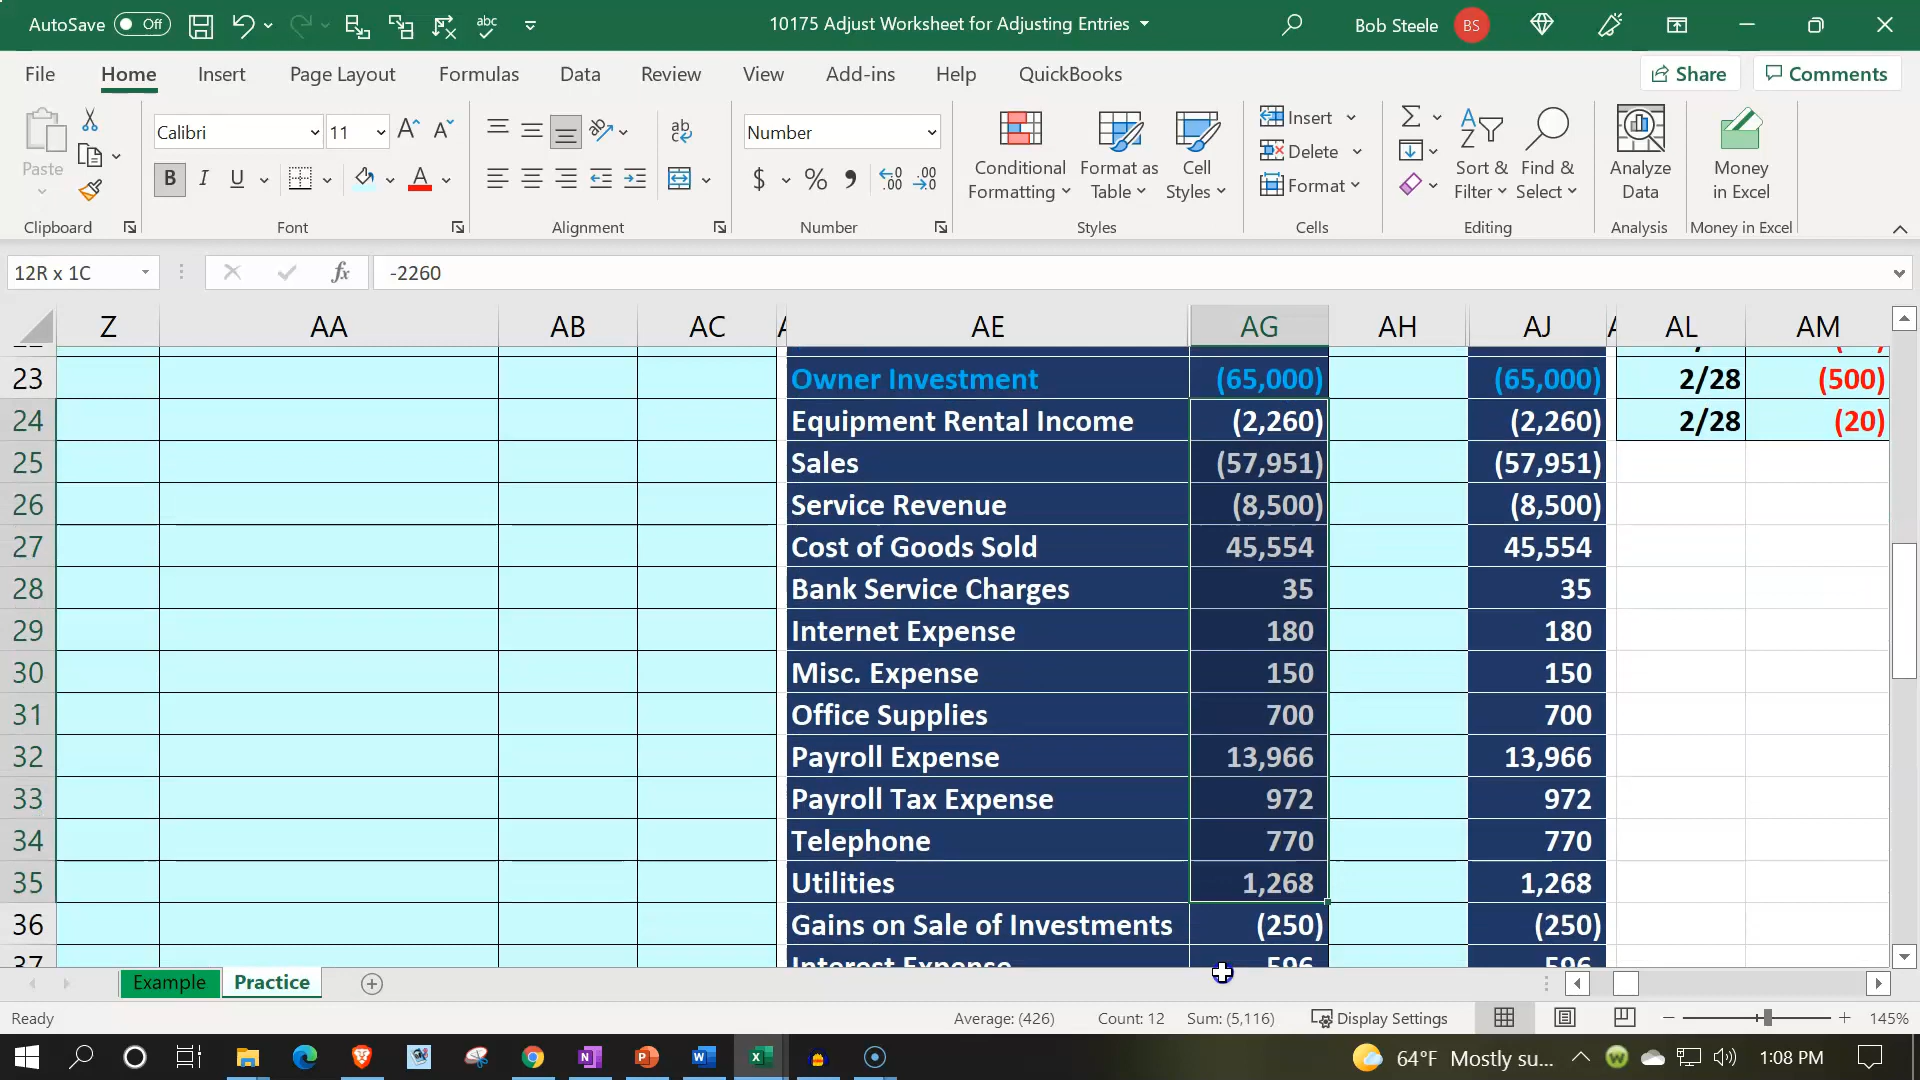 AutoSave Off 10175 Adjust Worksheet for Adjusting Entries Bob Steele BS
File Home Insert Page Layout Formulas Data Review View Add-ins Help QuickBooks Share Comments
Paste Calibri 11 Number Conditional Formatting Format as Table Cell Styles Insert Delete Format Sort & Filter Find & Select Analyze Data Money in Excel
Clipboard Font Alignment Number Styles Cells Editing Analysis Money in Excel
12R x 1C fx -2260
Z AA AB AC AE AG AH AJ AL AM
23 Owner Investment (65,000) (65,000) 2/28 (500)
24 Equipment Rental Income (2,260) (2,260) 2/28 (20)
25 Sales (57,951) (57,951)
26 Service Revenue (8,500) (8,500)
27 Cost of Goods Sold 45,554 45,554
28 Bank Service Charges 35 35
29 Internet Expense 180 180
30 Misc. Expense 150 150
31 Office Supplies 700 700
32 Payroll Expense 13,966 13,966
33 Payroll Tax Expense 972 972
34 Telephone 770 770
35 Utilities 1,268 1,268
36 Gains on Sale of Investments (250) (250)
37 Interest Expense 596 596
Example Practice
Ready Average: (426) Count: 12 Sum: (5,116) Display Settings 145%
64°F Mostly su... 1:08 PM